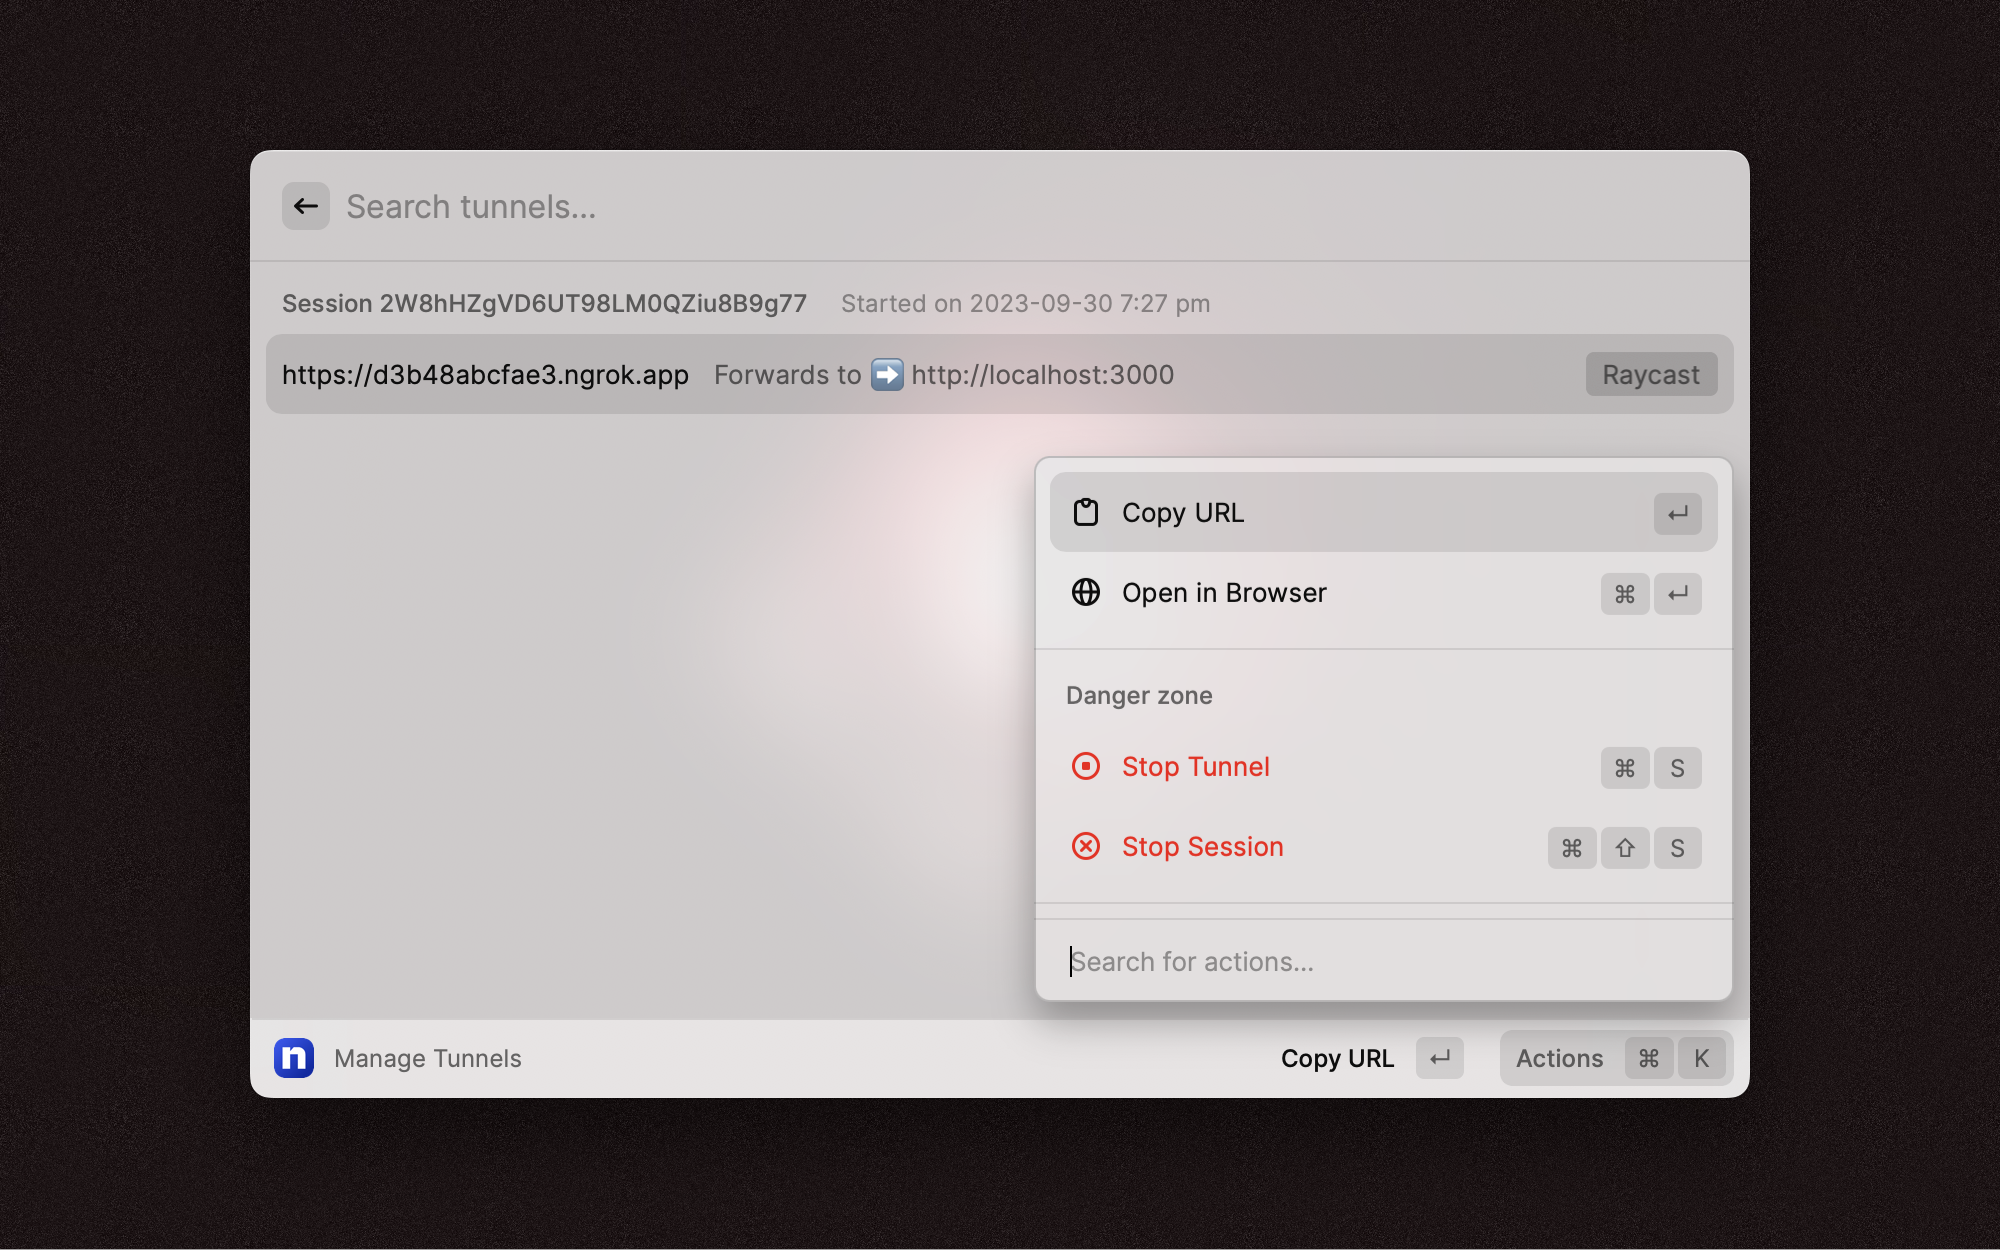 Search tunnels...
Session 2W8hHZgVD6UT98LM0QZiu8B9g77 Started on 2023-09-30 7:27 pm
https://d3b48abcfae3.ngrok.app Forwards to ➡️ http://localhost:3000 Raycast
Copy URL ↵
Open in Browser ⌘ ↵
Danger zone
Stop Tunnel ⌘ S
Stop Session ⌘ ⇧ S
Search for actions...
n Manage Tunnels Copy URL ↵ Actions ⌘ K